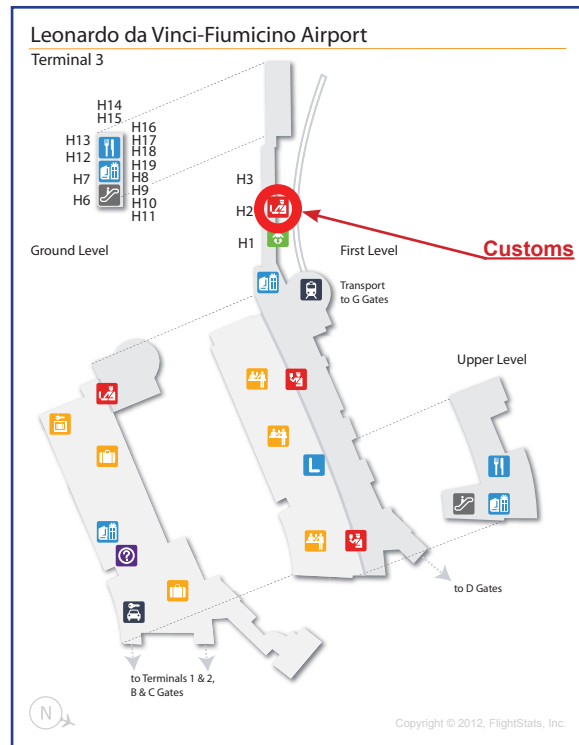 Leonardo da Vinci-Fiumicino Airport
Terminal 3
H14
H15
H16
H13
H17
H12
H18
H19
H7
H8
H9
H6
H10
H11
H3
H2
H1
Customs
Ground Level
First Level
Transport
to G Gates
Upper Level
L
?
to D Gates
to Terminals 1 & 2,
B & C Gates
N
Copyright © 2012, FlightStats, Inc.